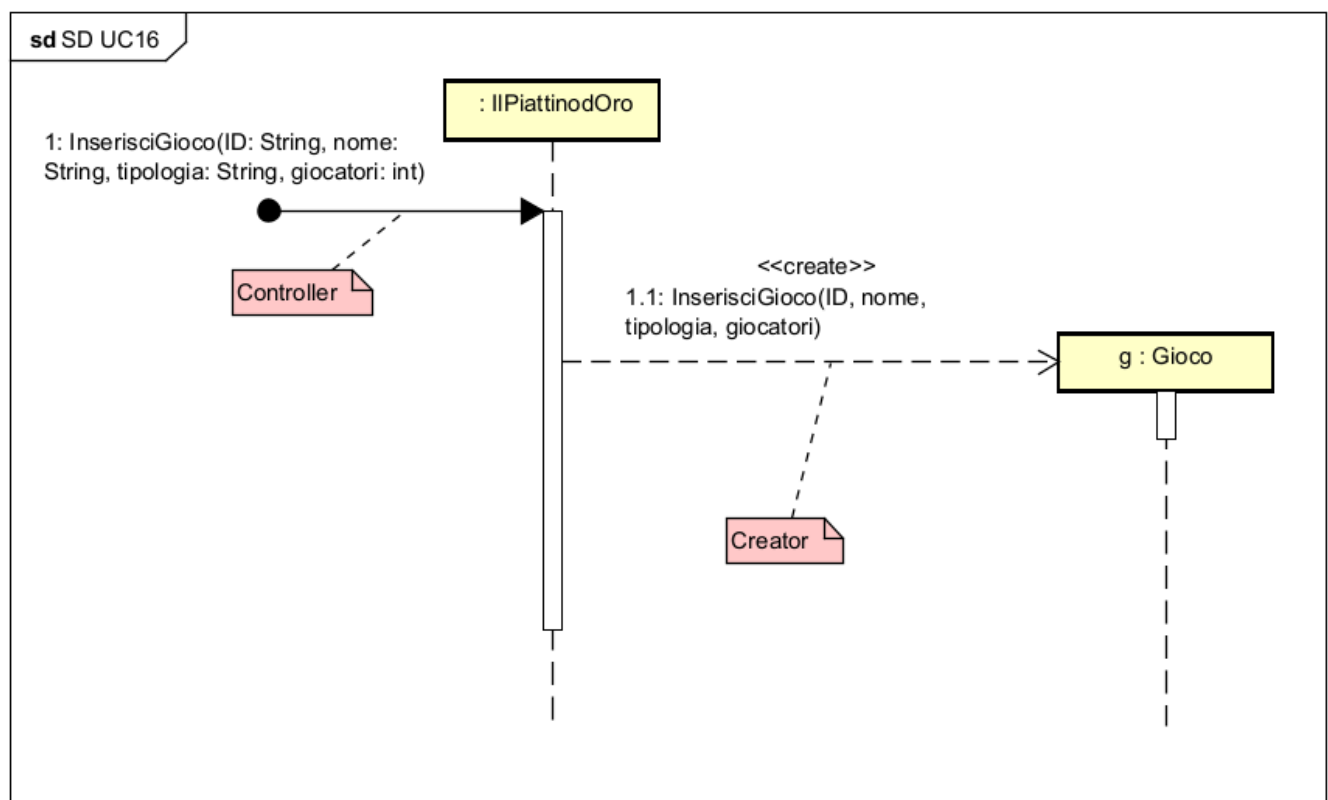 sd SD UC16
: IlPiattinodOro
1: InserisciGioco(ID: String, nome:
String, tipologia: String, giocatori: int)
Controller
<<create>>
1.1: InserisciGioco(ID, nome,
tipologia, giocatori)
g : Gioco
Creator